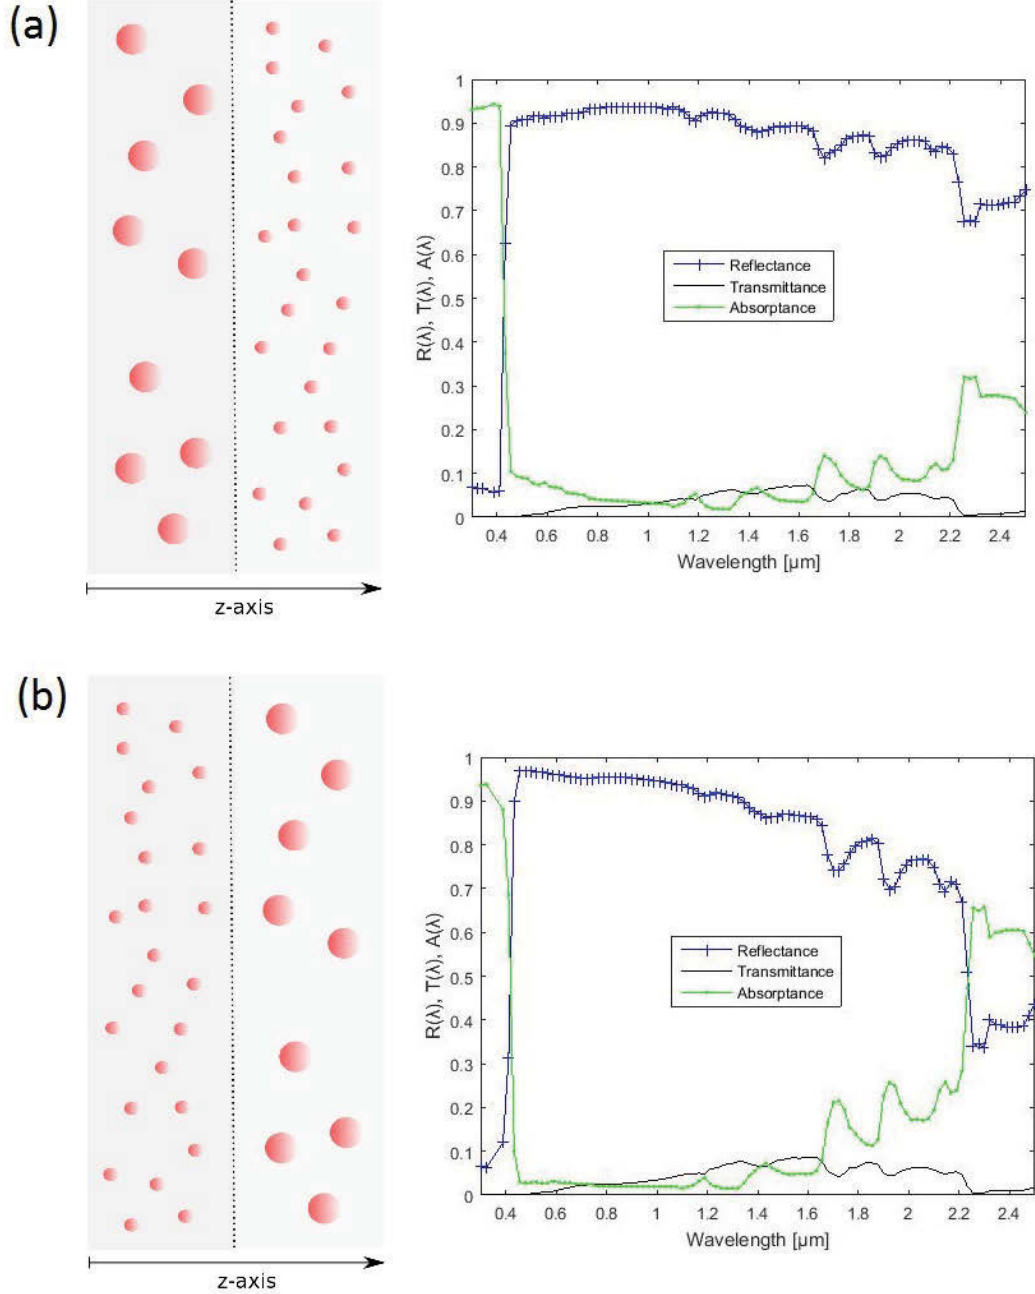 (a)
z-axis
R(λ), T(λ), A(λ)
1
0.9
0.8
0.7
0.6
0.5
0.4
0.3
0.2
0.1
0
Reflectance
Transmittance
Absorptance
0.4 0.6 0.8 1 1.2 1.4 1.6 1.8 2 2.2 2.4
Wavelength [μm]
(b)
z-axis
R(λ), T(λ), A(λ)
1
0.9
0.8
0.7
0.6
0.5
0.4
0.3
0.2
0.1
0
Reflectance
Transmittance
Absorptance
0.4 0.6 0.8 1 1.2 1.4 1.6 1.8 2 2.2 2.4
Wavelength [μm]